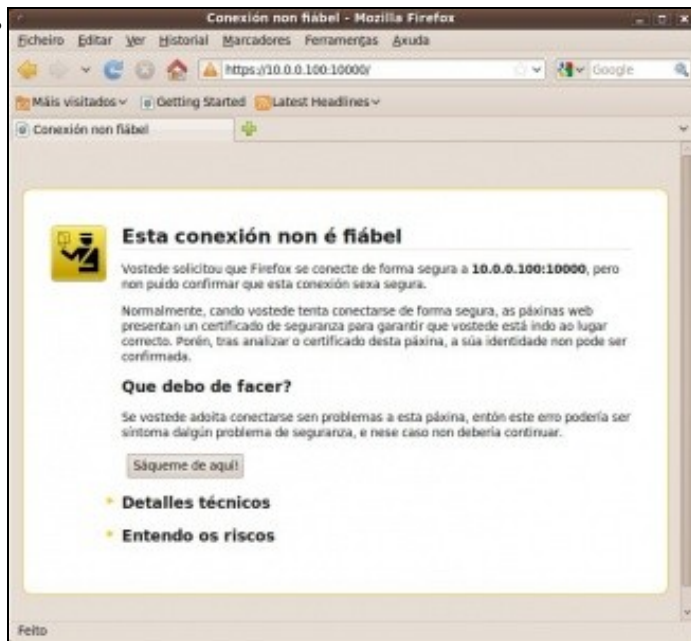 Conexión non fiábel - Mozilla Firefox
Ficheiro Editar Ver Historial Marcadores Ferramentas Axuda
https://10.0.0.100:10000/ Google
Máis visitados Getting Started Latest Headlines
Conexión non fiábel
Esta conexión non é fiábel
Vostede solicitou que Firefox se conecte de forma segura a 10.0.0.100:10000, pero
non puido confirmar que esta conexión sexa segura.
Normalmente, cando vostede tenta conectarse de forma segura, as páxinas web
presentan un certificado de seguranza para garantir que vostede está indo ao lugar
correcto. Porén, tras analizar o certificado desta páxina, a súa identidade non pode ser
confirmada.
Que debo de facer?
Se vostede adoita conectarse sen problemas a esta páxina, entón este erro podería ser
síntoma dalgún problema de seguranza, e nese caso non debería continuar.
Sáqueme de aquí!
Detalles técnicos
Entendo os riscos
Feito